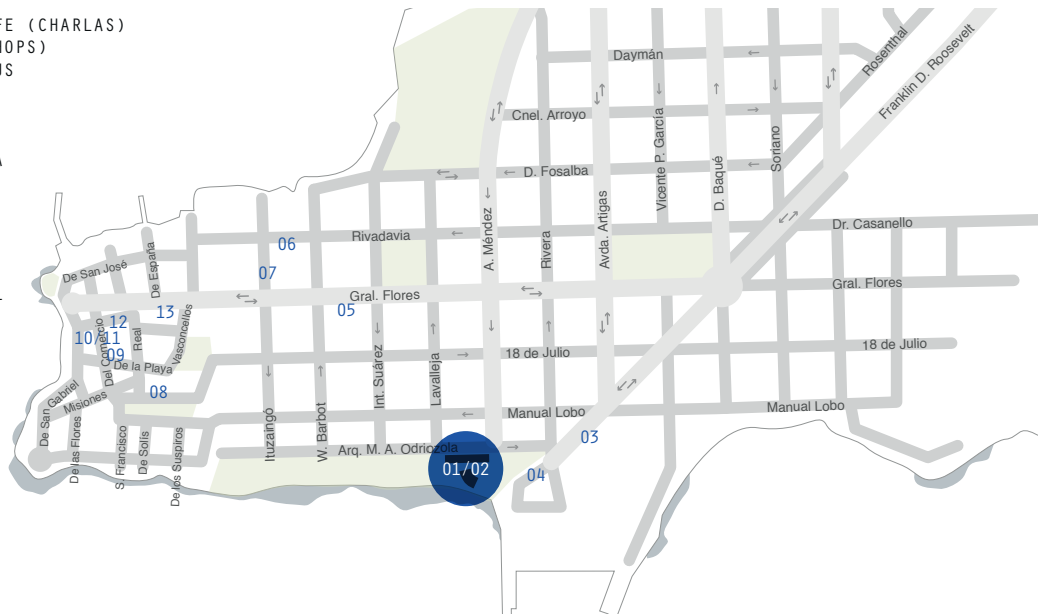 FE (CHARLAS)
HOPS)
US
A
Daymán
Rosenthal
Franklin D. Roosevelt
Cnel. Arroyo
Vicente P. García
D. Baqué
Soriano
D. Fosalba
A. Méndez
Rivera
Avda. Artigas
Dr. Casanello
Rivadavia
06
07
De San José
De España
Gral. Flores
Gral. Flores
05
13
12
10/11
09
Del Comercio
Real
Vasconcellos
De la Playa
18 de Julio
18 de Julio
08
Int. Suárez
Lavalleja
De San Gabriel
Misiones
Manual Lobo
Manual Lobo
Ituzaingó
W. Barbot
De las Flores
S. Francisco
De Solís
De los Suspiros
Arq. M. A. Odriozola
01/02
03
04